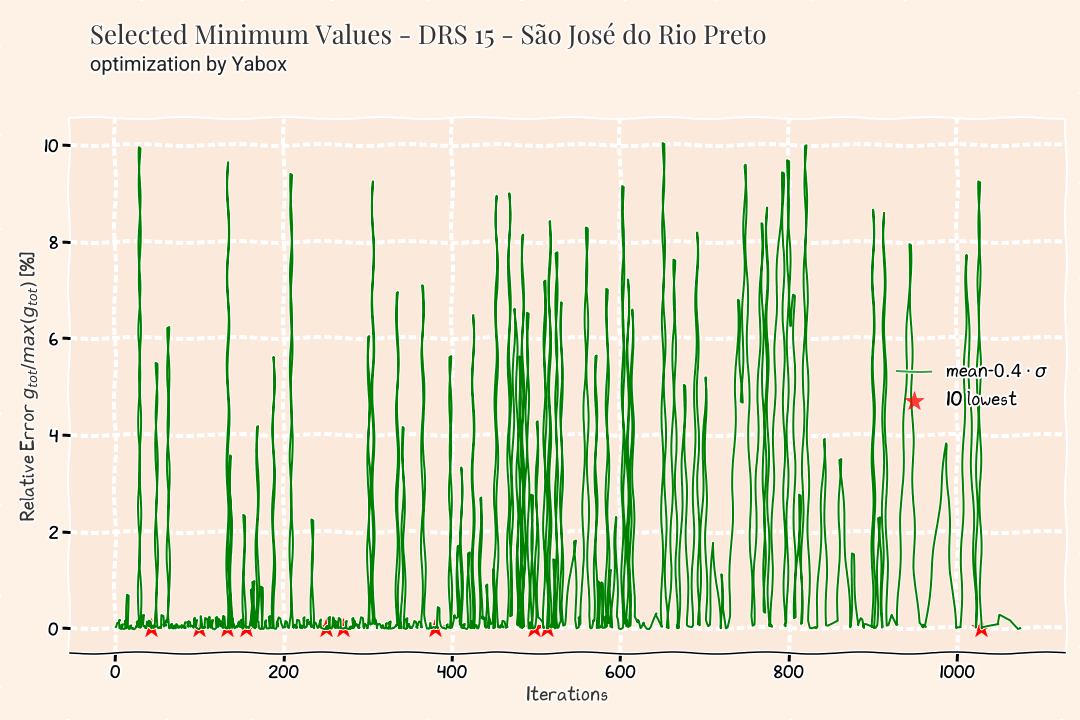 Selected Minimum Values - DRS 15 - São José do Rio Preto
optimization by Yabox
Relative Error g_tot/max(g_tot) [%]
10
8
6
4
2
0
mean-0.4 · σ
10 lowest
0 200 400 600 800 1000
Iterations